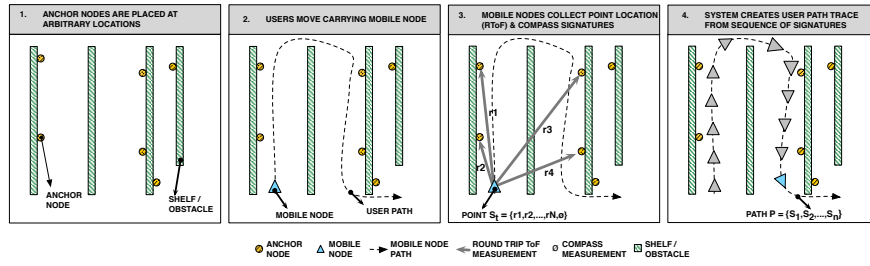 1. ANCHOR NODES ARE PLACED AT
ARBITRARY LOCATIONS
ANCHOR
NODE
SHELF /
OBSTACLE
2. USERS MOVE CARRYING MOBILE NODE
MOBILE NODE
USER PATH
3. MOBILE NODES COLLECT POINT LOCATION
(RToF) & COMPASS SIGNATURES
r1
r2
r3
r4
POINT St = {r1,r2,...,rN,ø}
4. SYSTEM CREATES USER PATH TRACE
FROM SEQUENCE OF SIGNATURES
PATH P = {S1,S2,...,Sn}
ANCHOR
NODE
MOBILE
NODE
MOBILE NODE
PATH
ROUND TRIP ToF
MEASUREMENT
ø COMPASS
MEASUREMENT
SHELF /
OBSTACLE